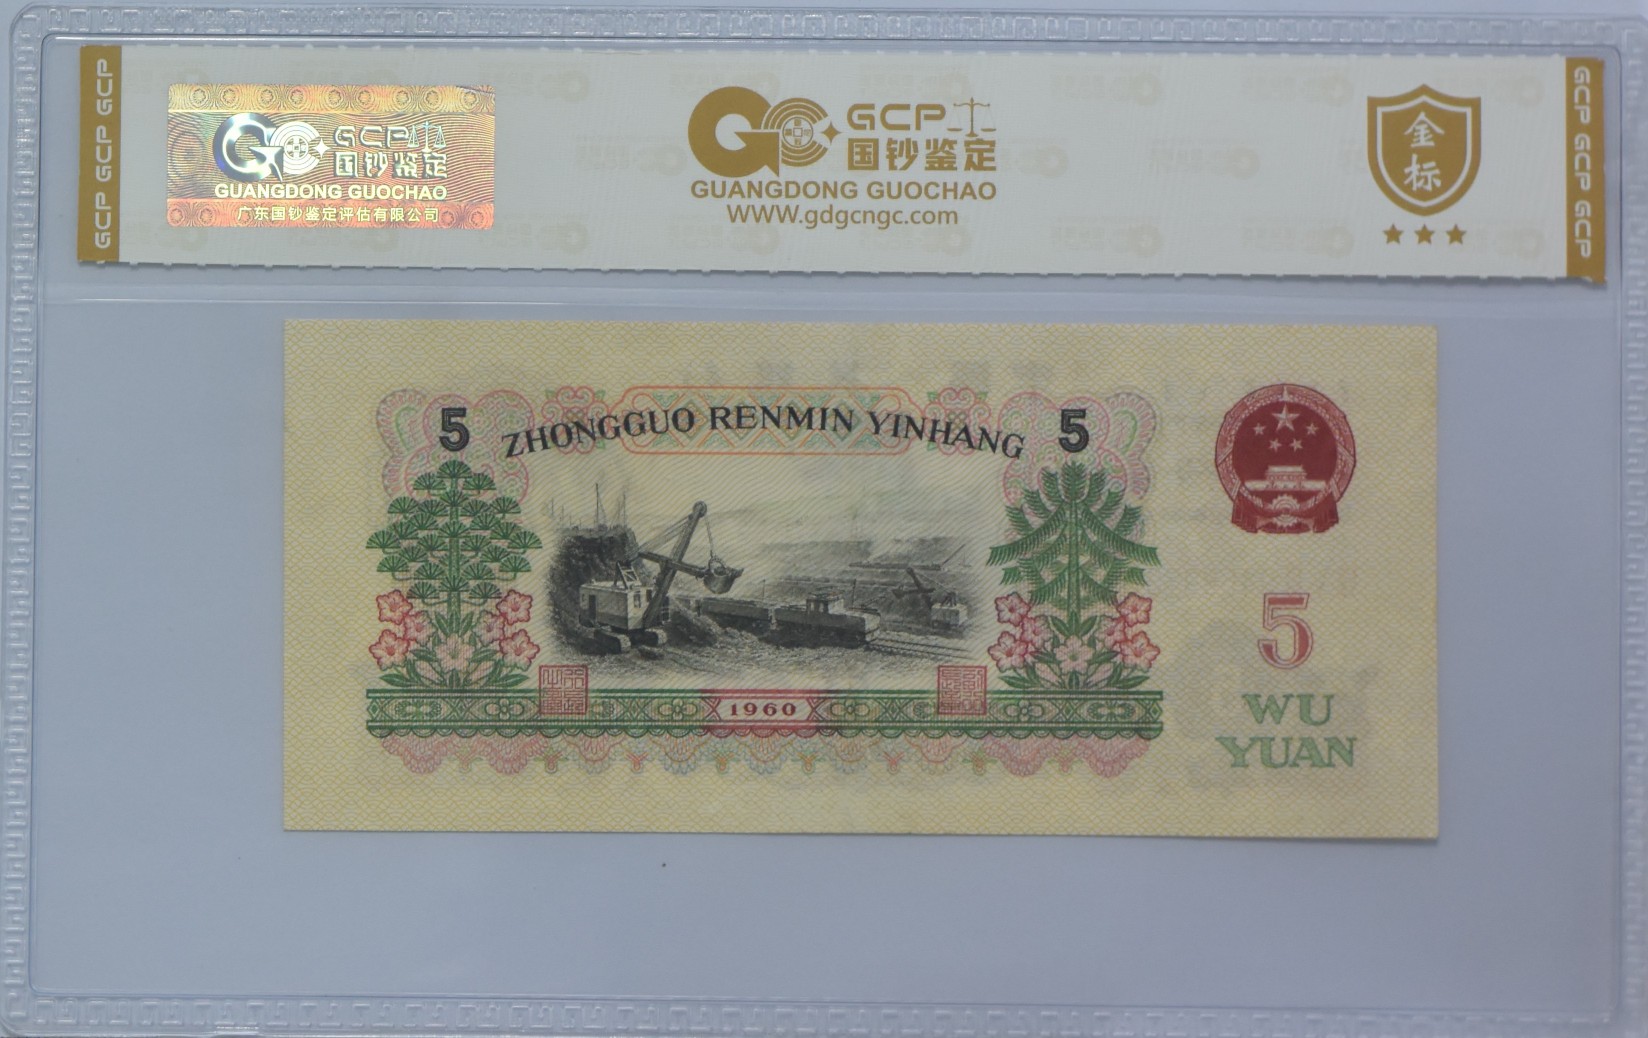 GCP GCP GCP
GCP
国钞鉴定
GUANGDONG GUOCHAO
广东国钞鉴定评估有限公司
GCP
国钞鉴定
GUANGDONG GUOCHAO
WWW.gdgcngc.com
金
标
GCP GCP GCP
5
ZHONGGUO RENMIN YINHANG
5
1960
5
WU
YUAN